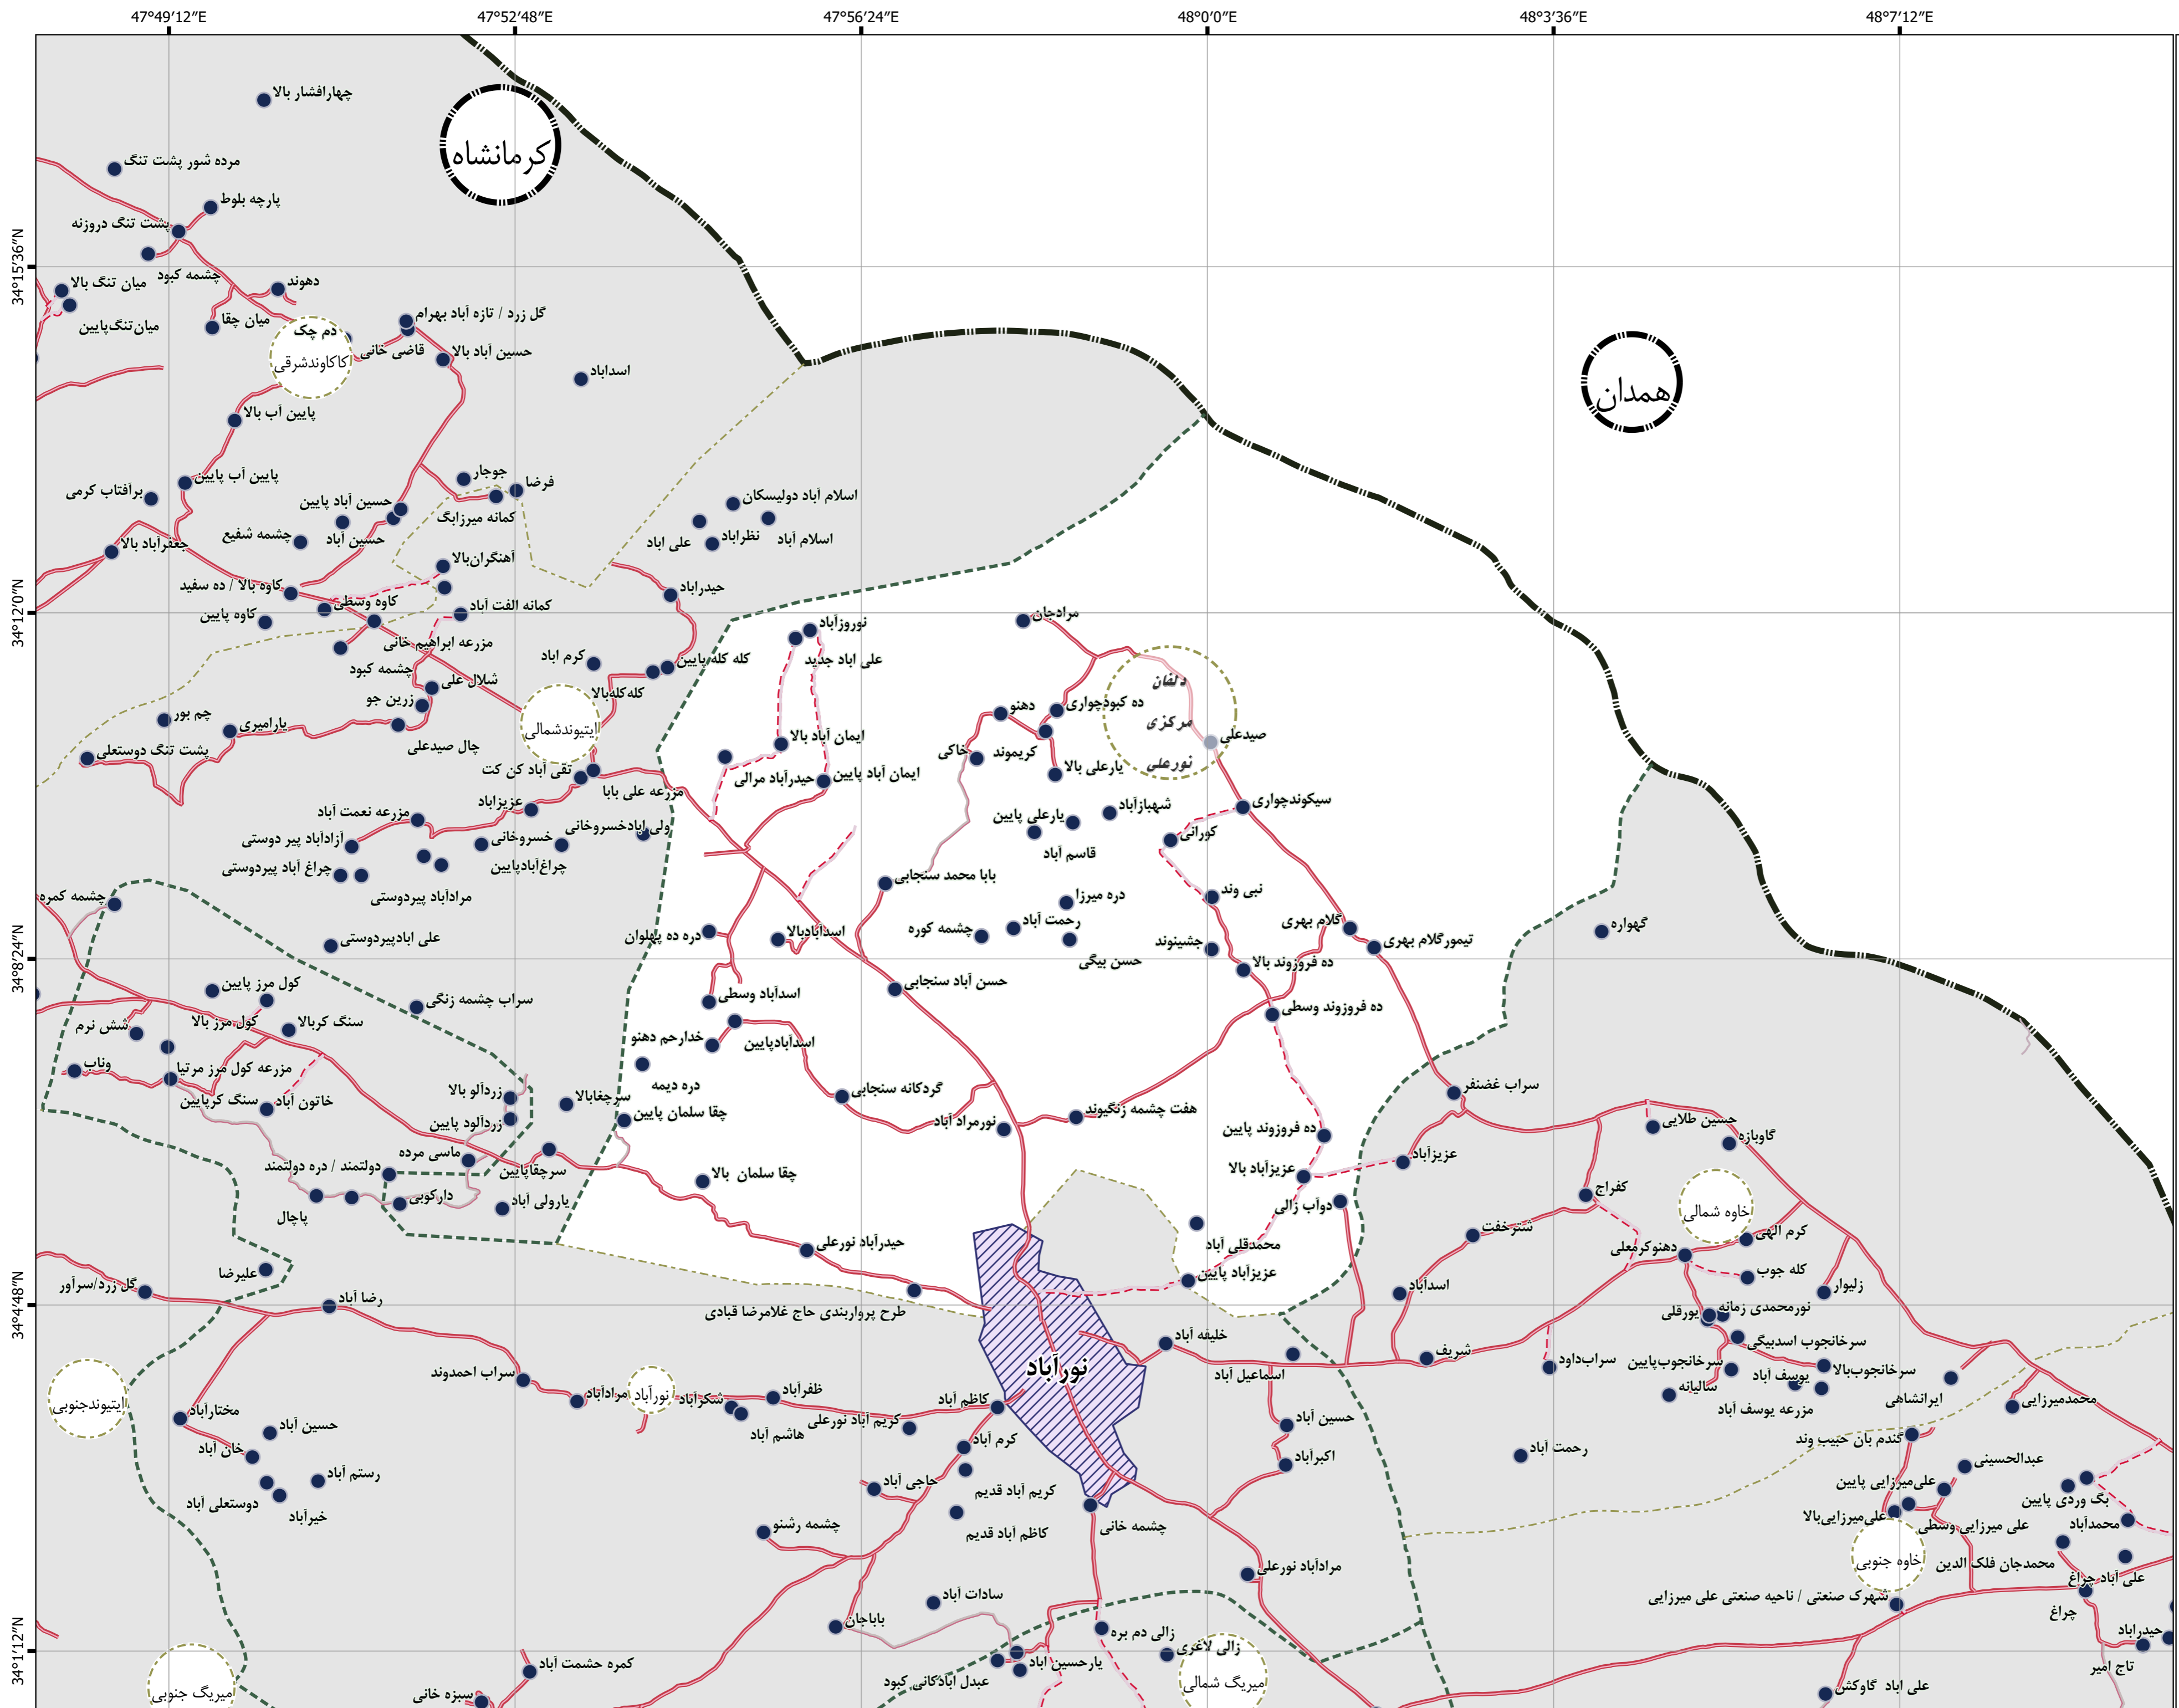 47°49'12"E
47°52'48"E
47°56'24"E
48°0'0"E
48°3'36"E
48°7'12"E
34°15'36"N
34°12'0"N
34°8'24"N
34°4'48"N
34°1'12"N
کرمانشاه
همدان
چهارافشار بالا
مرده شور پشت تنگ
پارچه بلوط
پشت تنگ دروزنه
چشمه کبود
دهوند
میان تنگ بالا
میان‌تنگ‌پایین
میان چقا
دم چک
کاکاوندشرقی
گل زرد / تازه آباد بهرام
قاضی خانی
حسین آباد بالا
اسداباد
پایین آب بالا
پایین آب پایین
برآفتاب کرمی
جوجار
فرضا
کمانه میرزابگ
حسین آباد پایین
حسین آباد
چشمه شفیع
جعفرآباد بالا
آهنگران‌بالا
اسلام آباد دولیسکان
اسلام آباد
نظراباد
علی اباد
حیدراباد
کاوه بالا / ده سفید
کاوه وسطی
کاوه پایین
کمانه الفت آباد
مزرعه ابراهیم خانی
چشمه کبود
شلال علی
زرین جو
کرم اباد
کله کله پایین
کله‌کله‌بالا
نوروزآباد
علی اباد جدید
مرادجان
چم بور
یارامیری
پشت تنگ دوستعلی
چال صیدعلی
ایتیوندشمالی
تقی آباد کن کت
مزرعه علی بابا
عزیزاباد
مزرعه نعمت آباد
آزادآباد پیر دوستی
چراغ آباد پیردوستی
مرادآباد پیردوستی
خسروخانی
ولی ابادخسروخانی
چراغ‌آبادپایین
ایمان آباد بالا
حیدرآباد مرالی
ایمان آباد پایین
دهنو
ده کبودچواری
کریموند
خاکی
یارعلی بالا
دلفان
مرکزی
نورعلی
صیدعلی
سیکوندچواری
شهبازآباد
یارعلی پایین
قاسم آباد
کورانی
بابا محمد سنجابی
دره میرزا
رحمت آباد
چشمه کوره
حسن بیگی
نبی وند
جشینوند
گلام بهری
تیمورگلام بهری
ده فروزوند بالا
ده فروزوند وسطی
گهواره
چشمه کمره
علی ابادپیردوستی
دره ده پهلوان
اسدآبادبالا
حسن آباد سنجابی
کول مرز پایین
کول مرز بالا
سنگ کربالا
سراب چشمه زنگی
شش نرم
وناب
مزرعه کول مرز مرتیا
سنگ کرپایین
خاتون آباد
اسدآباد وسطی
خدارحم دهنو
اسدآبادپایین
دره دیمه
گردکانه سنجابی
سراب غضنفر
زردآلو بالا
زردآلود پایین
سرچقابالا
چقا سلمان پایین
نورمراد آباد
هفت چشمه زنگیوند
ده فروزوند پایین
حسین طلایی
گاوبازه
ماسی مرده
سرچقاپایین
دولتمند / دره دولتمند
دارکوبی
پاچال
یارولی آباد
چقا سلمان بالا
عزیزآباد بالا
عزیزآباد
دوآب زالی
کفراج
خاوه شمالی
حیدرآباد نورعلی
محمدقلی آباد
عزیزآباد پایین
شترخفت
کرم الهی
دهنوکرمعلی
کله جوب
زلیوار
علیرضا
گل زرد/سرآور
رضا آباد
طرح پرواربندی حاج غلامرضا قبادی
اسدآباد
نورمحمدی زمانه
پورقلی
خلیفه آباد
اسماعیل آباد
شریف
سراب‌داود
سرخانجوب اسدبیگی
سرخانجوب‌پایین
سرخانجوب‌بالا
یوسف آباد
سالیانه
مزرعه یوسف آباد
ایرانشاهی
محمدمیرزایی
نورآباد
سراب احمدوند
ایتیوندجنوبی
مرادآباد
نورآباد
شکرآباد
ظفرآباد
هاشم آباد
کریم آباد نورعلی
کاظم آباد
مختارآباد
حسین آباد
خان آباد
رستم آباد
دوستعلی آباد
خیرآباد
کرم آباد
حاجی آباد
کریم آباد قدیم
کاظم آباد قدیم
چشمه رشنو
چشمه خانی
حسین آباد
اکبرآباد
رحمت آباد
گندم بان حبیب وند
عبدالحسینی
علی‌میرزایی پایین
علی‌میرزایی‌بالا
علی میرزایی وسطی
بگ وردی پایین
محمدآباد
خاوه جنوبی
محمدجان فلک الدین
علی آباد چراغ
چراغ
شهرک صنعتی / ناحیه صنعتی علی میرزایی
مرادآباد نورعلی
سادات آباد
باباجان
زالی دم بره
زالی لاغری
یارحسین آباد
عبدل آبادکانی کبود
میریگ شمالی
میریگ جنوبی
کمره حشمت آباد
سبزه خانی
حیدراباد
تاج امیر
علی اباد گاوکش